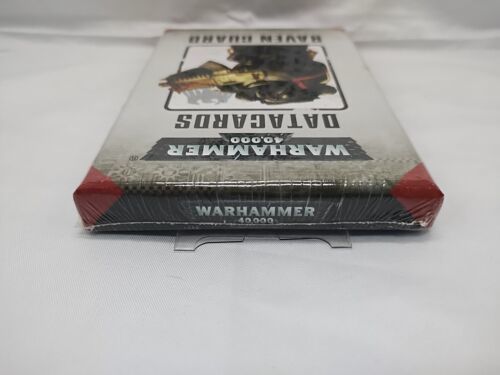 RAVEN GUARD
DATACARDS
WARHAMMER
40,000
WARHAMMER
40,000